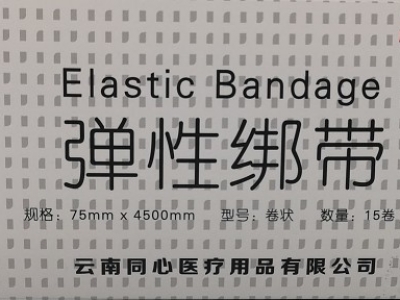 Elastic Bandage
弹性绑带
规格：75mm x 4500mm 型号：卷状 数量：15卷
云南同心医疗用品有限公司